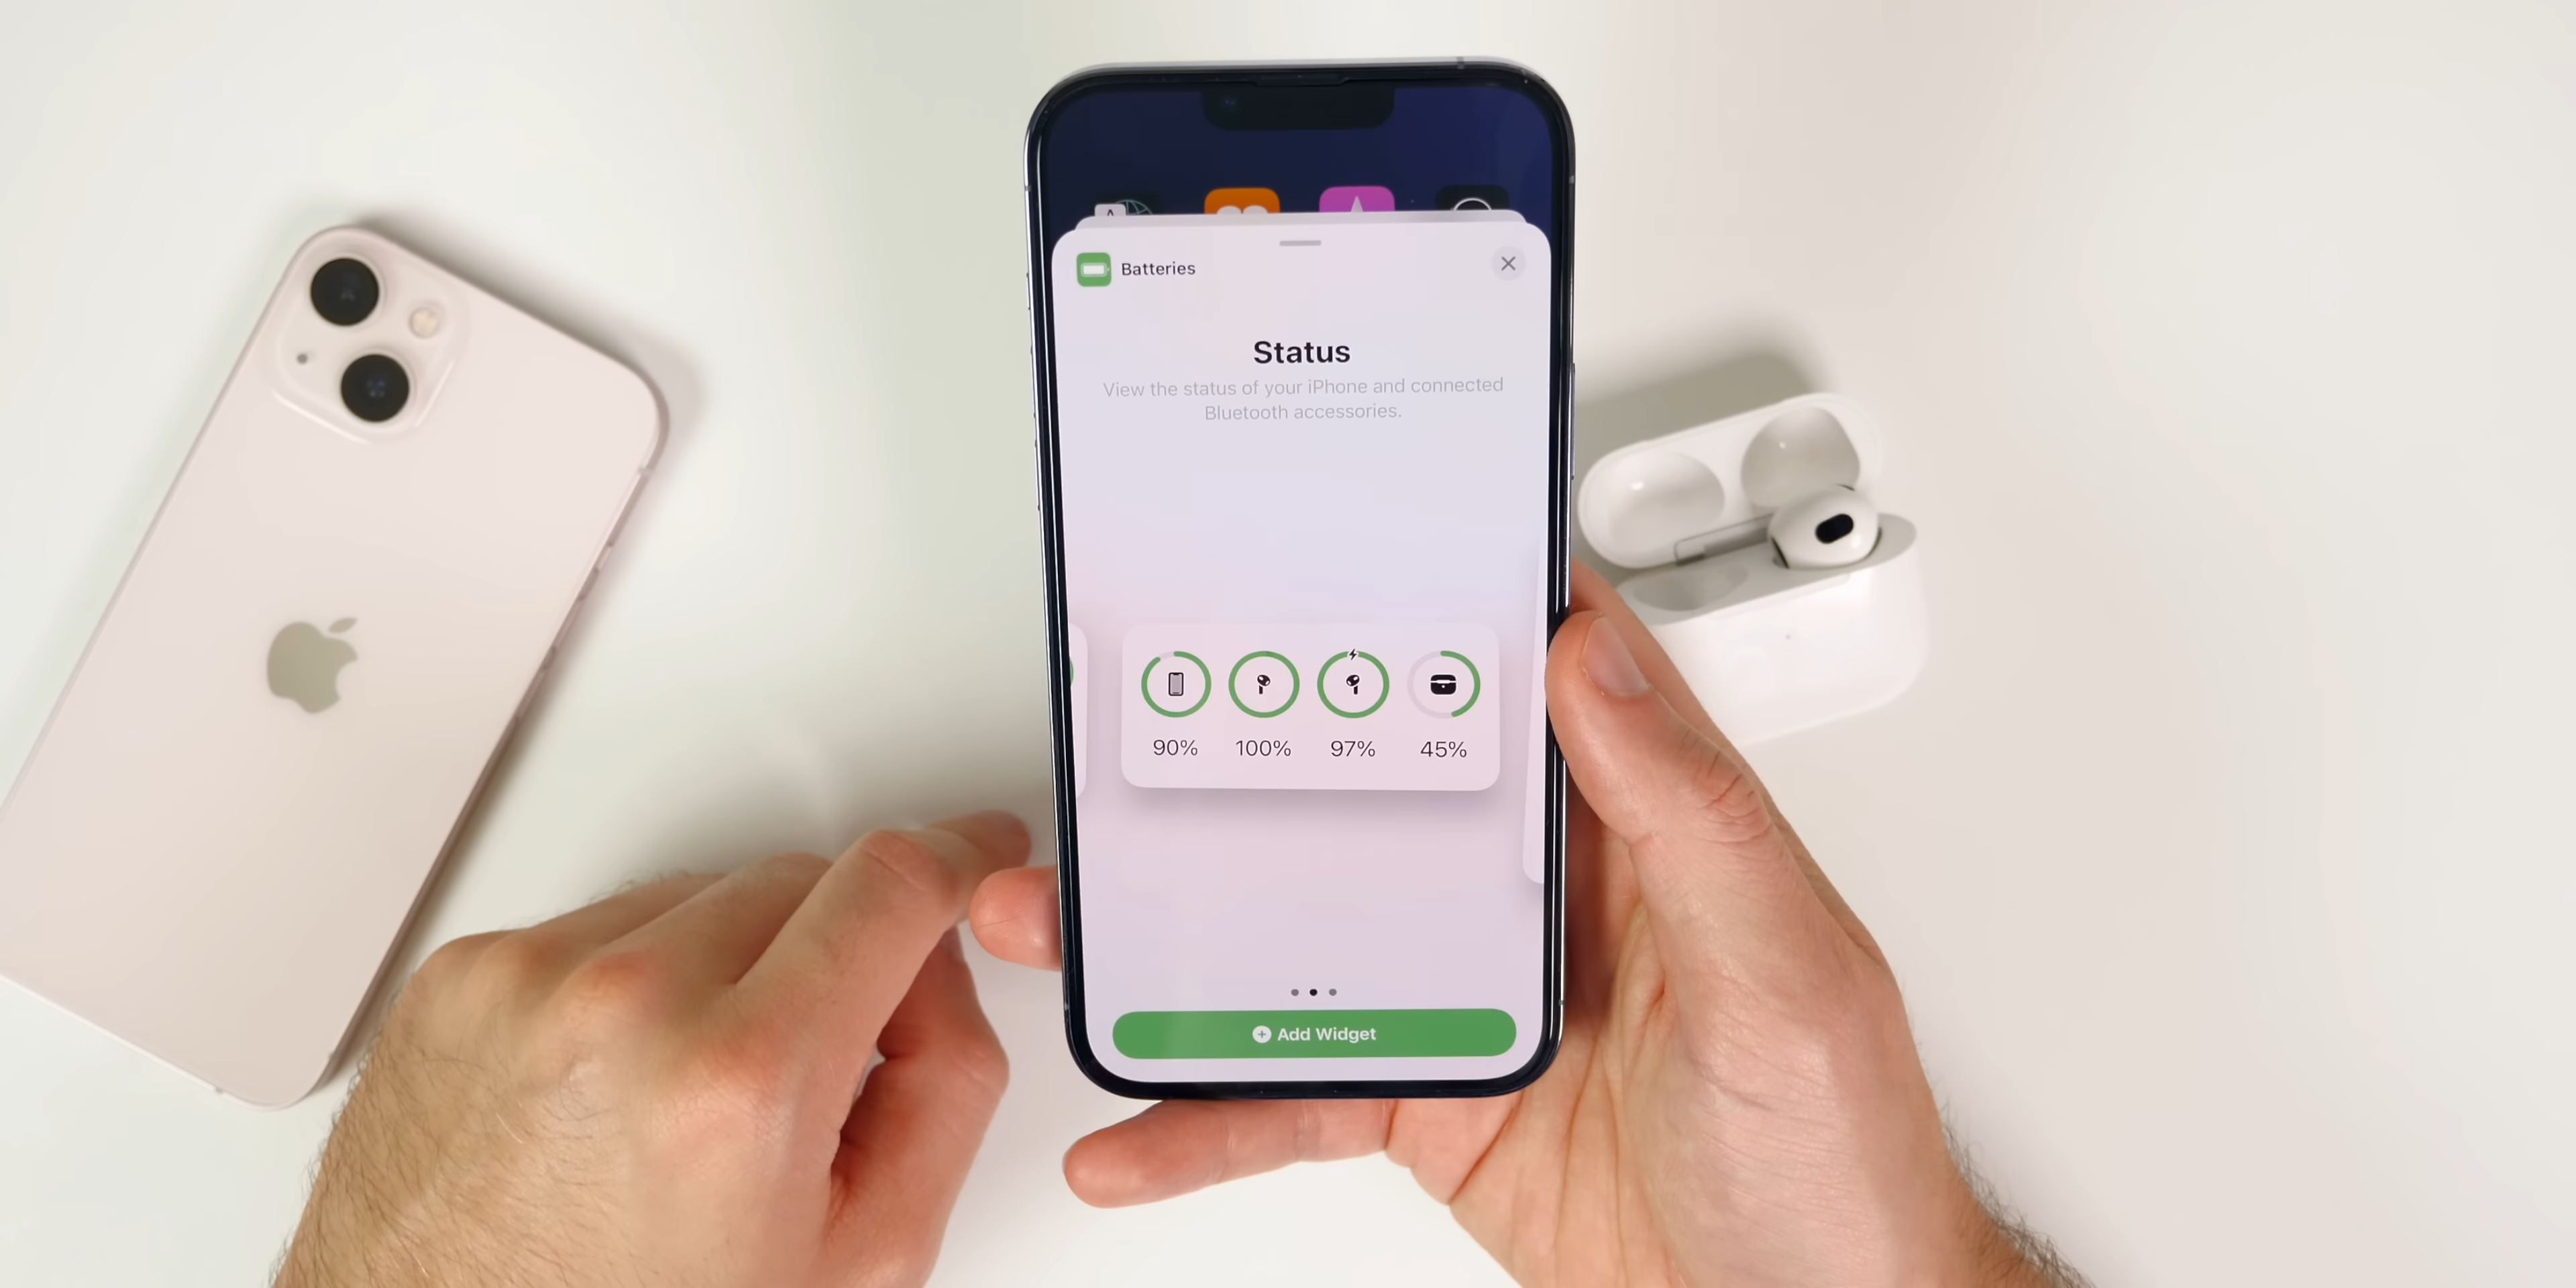 A
Batteries
Status
View the status of your iPhone and connected
Bluetooth accessories.
90% 100% 97% 45%
Add Widget